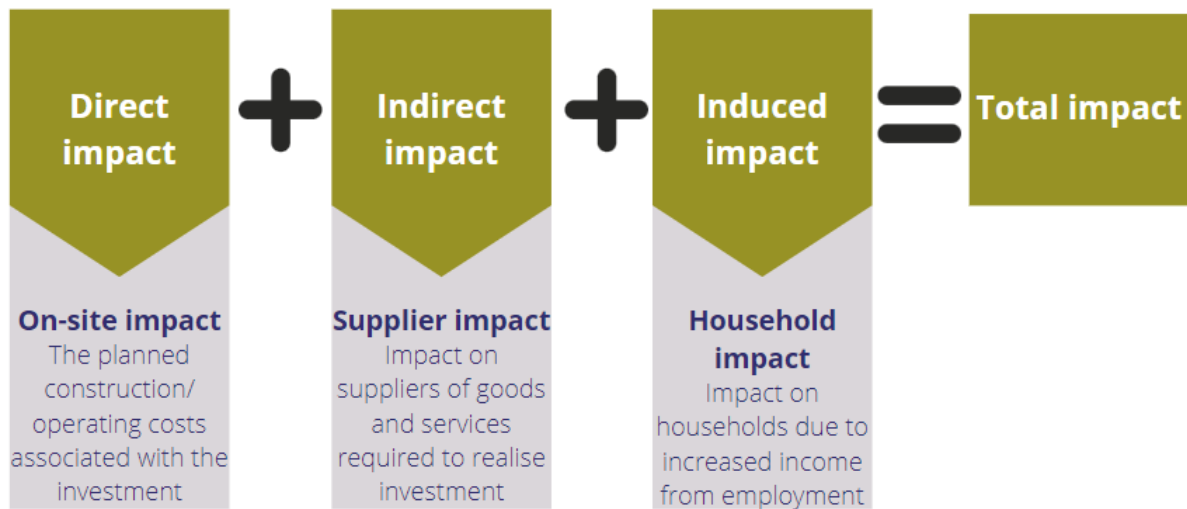 Direct
impact
Indirect
impact
Induced
impact
Total impact
On-site impact
The planned
construction/
operating costs
associated with the
investment
Supplier impact
Impact on
suppliers of goods
and services
required to realise
investment
Household
impact
Impact on
households due to
increased income
from employment